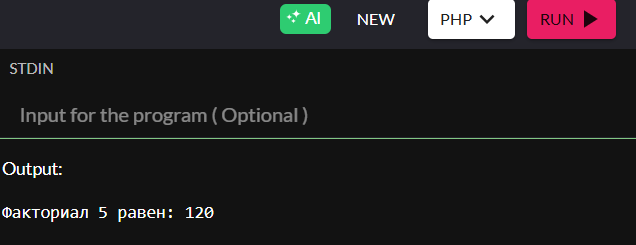 AI NEW PHP RUN
STDIN
Input for the program ( Optional )
Output:
Факториал 5 равен: 120